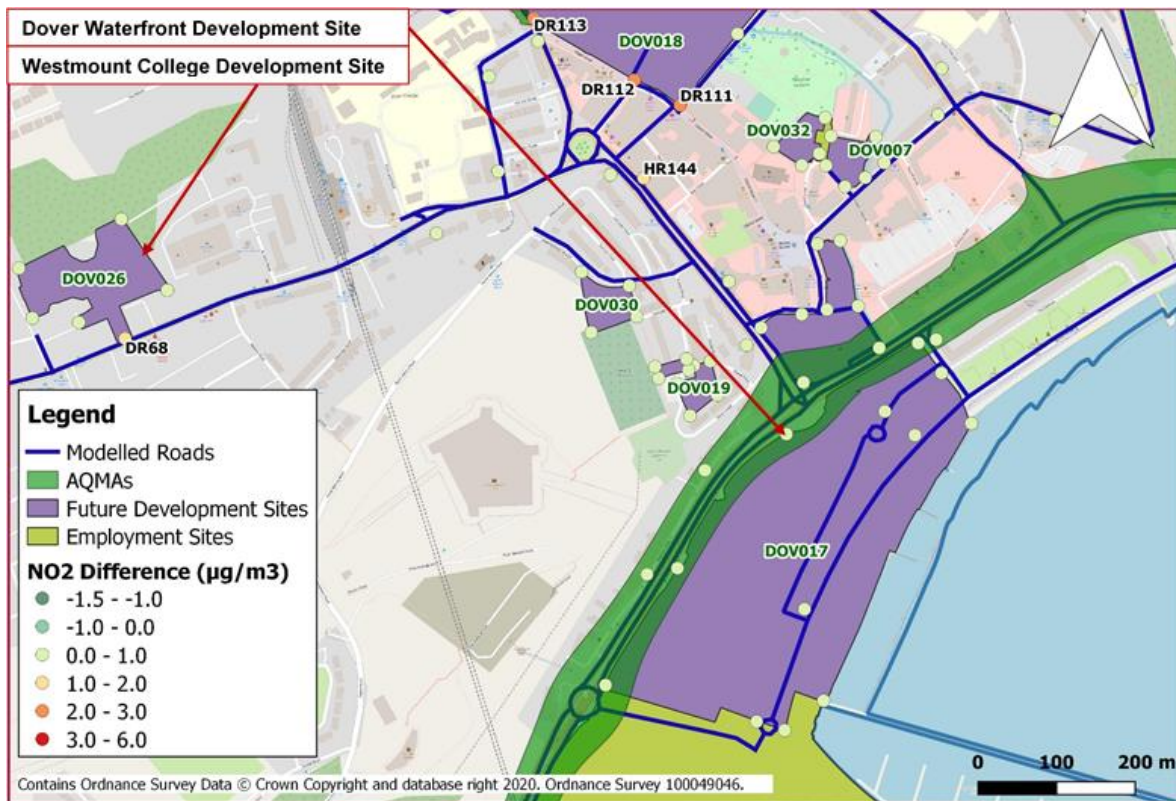 Dover Waterfront Development Site
Westmount College Development Site
DR113
DOV018
DR112
DR111
DOV032
DOV007
HR144
DOV026
DOV030
DR68
DOV019
DOV017
Legend
Modelled Roads
AQMAs
Future Development Sites
Employment Sites
NO2 Difference (µg/m3)
-1.5 - -1.0
-1.0 - 0.0
0.0 - 1.0
1.0 - 2.0
2.0 - 3.0
3.0 - 6.0
0 100 200 m
Contains Ordnance Survey Data © Crown Copyright and database right 2020. Ordnance Survey 100049046.